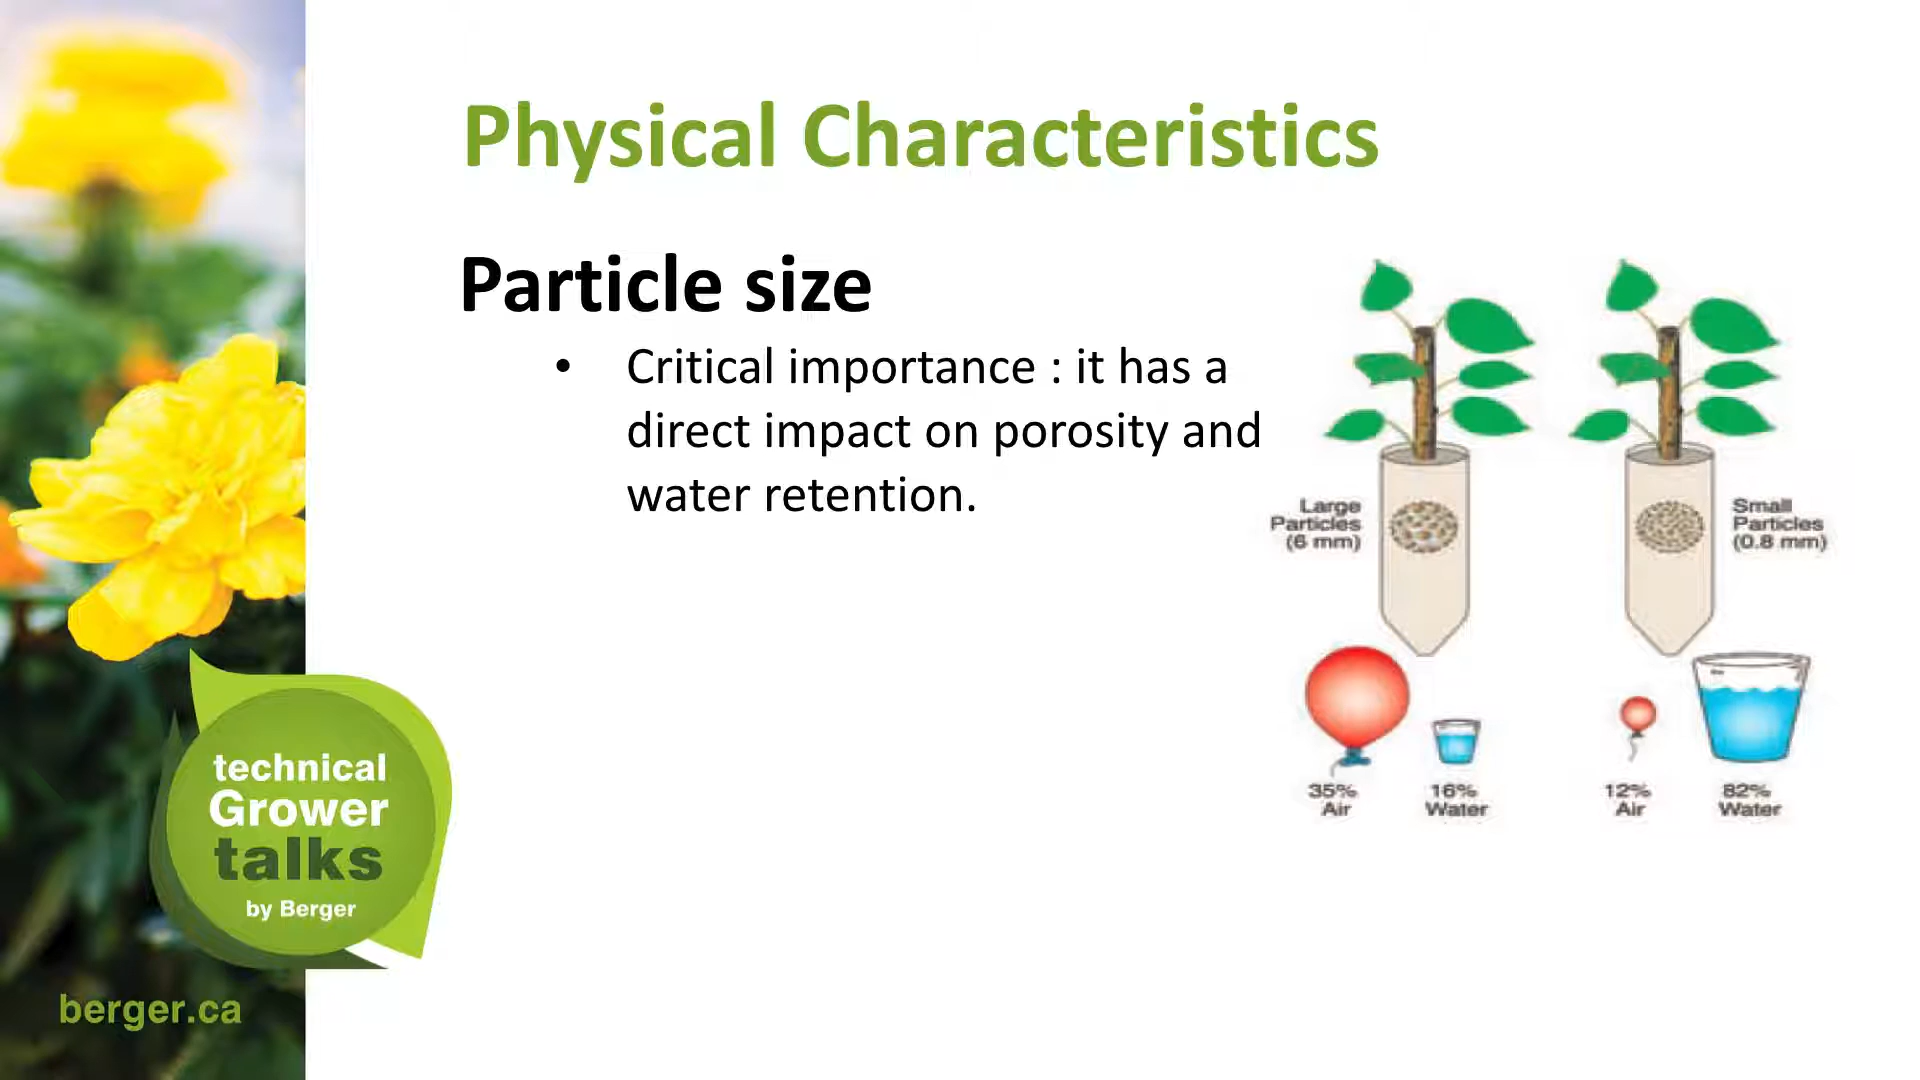 Physical Characteristics
Particle size
• Critical importance : it has a
direct impact on porosity and
water retention.
Large
Particles
(6 mm)
Small
Particles
(0.8 mm)
35%
Air
16%
Water
12%
Air
82%
Water
technical
Grower
talks
by Berger
berger.ca